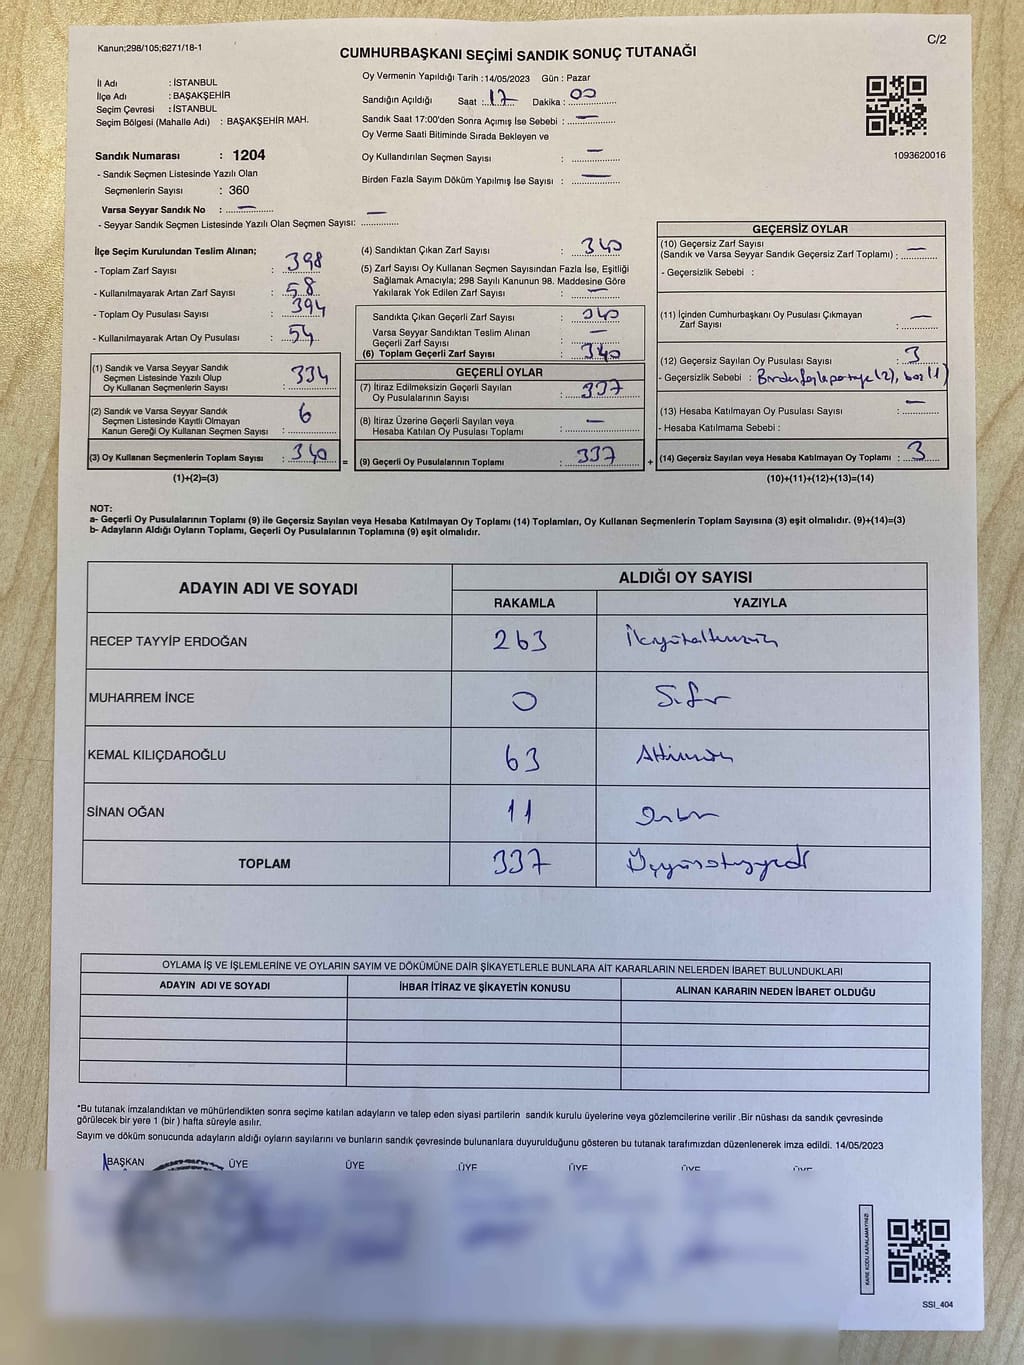 Kanun;298/105;6271/18-1
C/2
CUMHURBAŞKANI SEÇİMİ SANDIK SONUÇ TUTANAĞI
İl Adı : İSTANBUL
İlçe Adı : BAŞAKŞEHİR
Seçim Çevresi : İSTANBUL
Seçim Bölgesi (Mahalle Adı) : BAŞAKŞEHİR MAH.
Sandık Numarası : 1204
- Sandık Seçmen Listesinde Yazılı Olan
Seçmenlerin Sayısı : 360
Varsa Seyyar Sandık No : —
- Seyyar Sandık Seçmen Listesinde Yazılı Olan Seçmen Sayısı: —
Oy Vermenin Yapıldığı Tarih :14/05/2023 Gün : Pazar
Sandığın Açıldığı Saat : 17 Dakika : 00
Sandık Saat 17:00'den Sonra Açımış İse Sebebi : —
Oy Verme Saati Bitiminde Sırada Bekleyen ve
Oy Kullandırılan Seçmen Sayısı : —
Birden Fazla Sayım Döküm Yapılmış İse Sayısı : —
1093620016
İlçe Seçim Kurulundan Teslim Alınan;
- Toplam Zarf Sayısı : 398
- Kullanılmayarak Artan Zarf Sayısı : 58
- Toplam Oy Pusulası Sayısı : 394
- Kullanılmayarak Artan Oy Pusulası : 54
(1) Sandık ve Varsa Seyyar Sandık
Seçmen Listesinde Yazılı Olup
Oy Kullanan Seçmenlerin Sayısı : 334
(2) Sandık ve Varsa Seyyar Sandık
Seçmen Listesinde Kayıtlı Olmayan
Kanun Gereği Oy Kullanan Seçmen Sayısı : 6
(3) Oy Kullanan Seçmenlerin Toplam Sayısı : 340 =
(1)+(2)=(3)
(4) Sandıktan Çıkan Zarf Sayısı : 340
(5) Zarf Sayısı Oy Kullanan Seçmen Sayısından Fazla İse, Eşitliği
Sağlamak Amacıyla; 298 Sayılı Kanunun 98. Maddesine Göre
Yakılarak Yok Edilen Zarf Sayısı : —
Sandıkta Çıkan Geçerli Zarf Sayısı : 340
Varsa Seyyar Sandıktan Teslim Alınan
Geçerli Zarf Sayısı : —
(6) Toplam Geçerli Zarf Sayısı : 340
GEÇERLİ OYLAR
(7) İtiraz Edilmeksizin Geçerli Sayılan
Oy Pusulalarının Sayısı : 337
(8) İtiraz Üzerine Geçerli Sayılan veya
Hesaba Katılan Oy Pusulası Toplamı : —
(9) Geçerli Oy Pusulalarının Toplamı : 337 +
GEÇERSİZ OYLAR
(10) Geçersiz Zarf Sayısı
(Sandık ve Varsa Seyyar Sandık Geçersiz Zarf Toplamı) : —
- Geçersizlik Sebebi :
(11) İçinden Cumhurbaşkanı Oy Pusulası Çıkmayan
Zarf Sayısı : —
(12) Geçersiz Sayılan Oy Pusulası Sayısı : 3
- Geçersizlik Sebebi : (2), boş (1)
(13) Hesaba Katılmayan Oy Pusulası Sayısı : —
- Hesaba Katılmama Sebebi :
(14) Geçersiz Sayılan veya Hesaba Katılmayan Oy Toplamı : 3
(10)+(11)+(12)+(13)=(14)
NOT:
a- Geçerli Oy Pusulalarının Toplamı (9) ile Geçersiz Sayılan veya Hesaba Katılmayan Oy Toplamı (14) Toplamları, Oy Kullanan Seçmenlerin Toplam Sayısına (3) eşit olmalıdır. (9)+(14)=(3)
b- Adayların Aldığı Oyların Toplamı, Geçerli Oy Pusulalarının Toplamına (9) eşit olmalıdır.
ADAYIN ADI VE SOYADI
ALDIĞI OY SAYISI
RAKAMLA YAZIYLA
RECEP TAYYİP ERDOĞAN 263 İkiyüzaltmışüç
MUHARREM İNCE 0 Sıfır
KEMAL KILIÇDAROĞLU 63 Altmışüç
SİNAN OĞAN 11 onbir
TOPLAM 337 Üçyüzotuzyedi
OYLAMA İŞ VE İŞLEMLERİNE VE OYLARIN SAYIM VE DÖKÜMÜNE DAİR ŞİKAYETLERLE BUNLARA AİT KARARLARIN NELERDEN İBARET BULUNDUKLARI
ADAYIN ADI VE SOYADI İHBAR İTİRAZ VE ŞİKAYETİN KONUSU ALINAN KARARIN NEDEN İBARET OLDUĞU
*Bu tutanak imzalandıktan ve mühürlendikten sonra seçime katılan adayların ve talep eden siyasi partilerin sandık kurulu üyelerine veya gözlemcilerine verilir .Bir nüshası da sandık çevresinde
görülecek bir yere 1 (bir ) hafta süreyle asılır.
Sayım ve döküm sonucunda adayların aldığı oyların sayılarını ve bunların sandık çevresinde bulunanlara duyurulduğunu gösteren bu tutanak tarafımızdan düzenlenerek imza edildi. 14/05/2023
BAŞKAN ÜYE ÜYE ÜYE ÜYE ÜYE ÜYE
KARE KODU KARALAMAYINIZ!
SSI_404